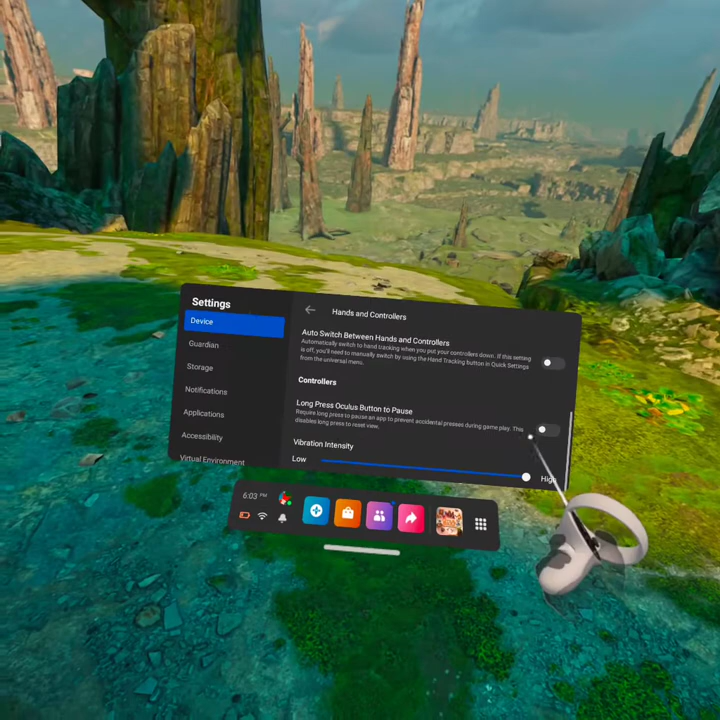 Settings
Device
Guardian
Storage
Notifications
Applications
Accessibility
Virtual Environment
Hands and Controllers
Auto Switch Between Hands and Controllers
Automatically switch to hand tracking when you put your controllers down. If this setting
is off, you'll need to manually switch by using the Hand Tracking button in Quick Settings
from the universal menu.
Controllers
Long Press Oculus Button to Pause
Require long press to pause an app to prevent accidental presses during game play. This
disables long press to reset view.
Vibration Intensity
Low
High
6:03 PM